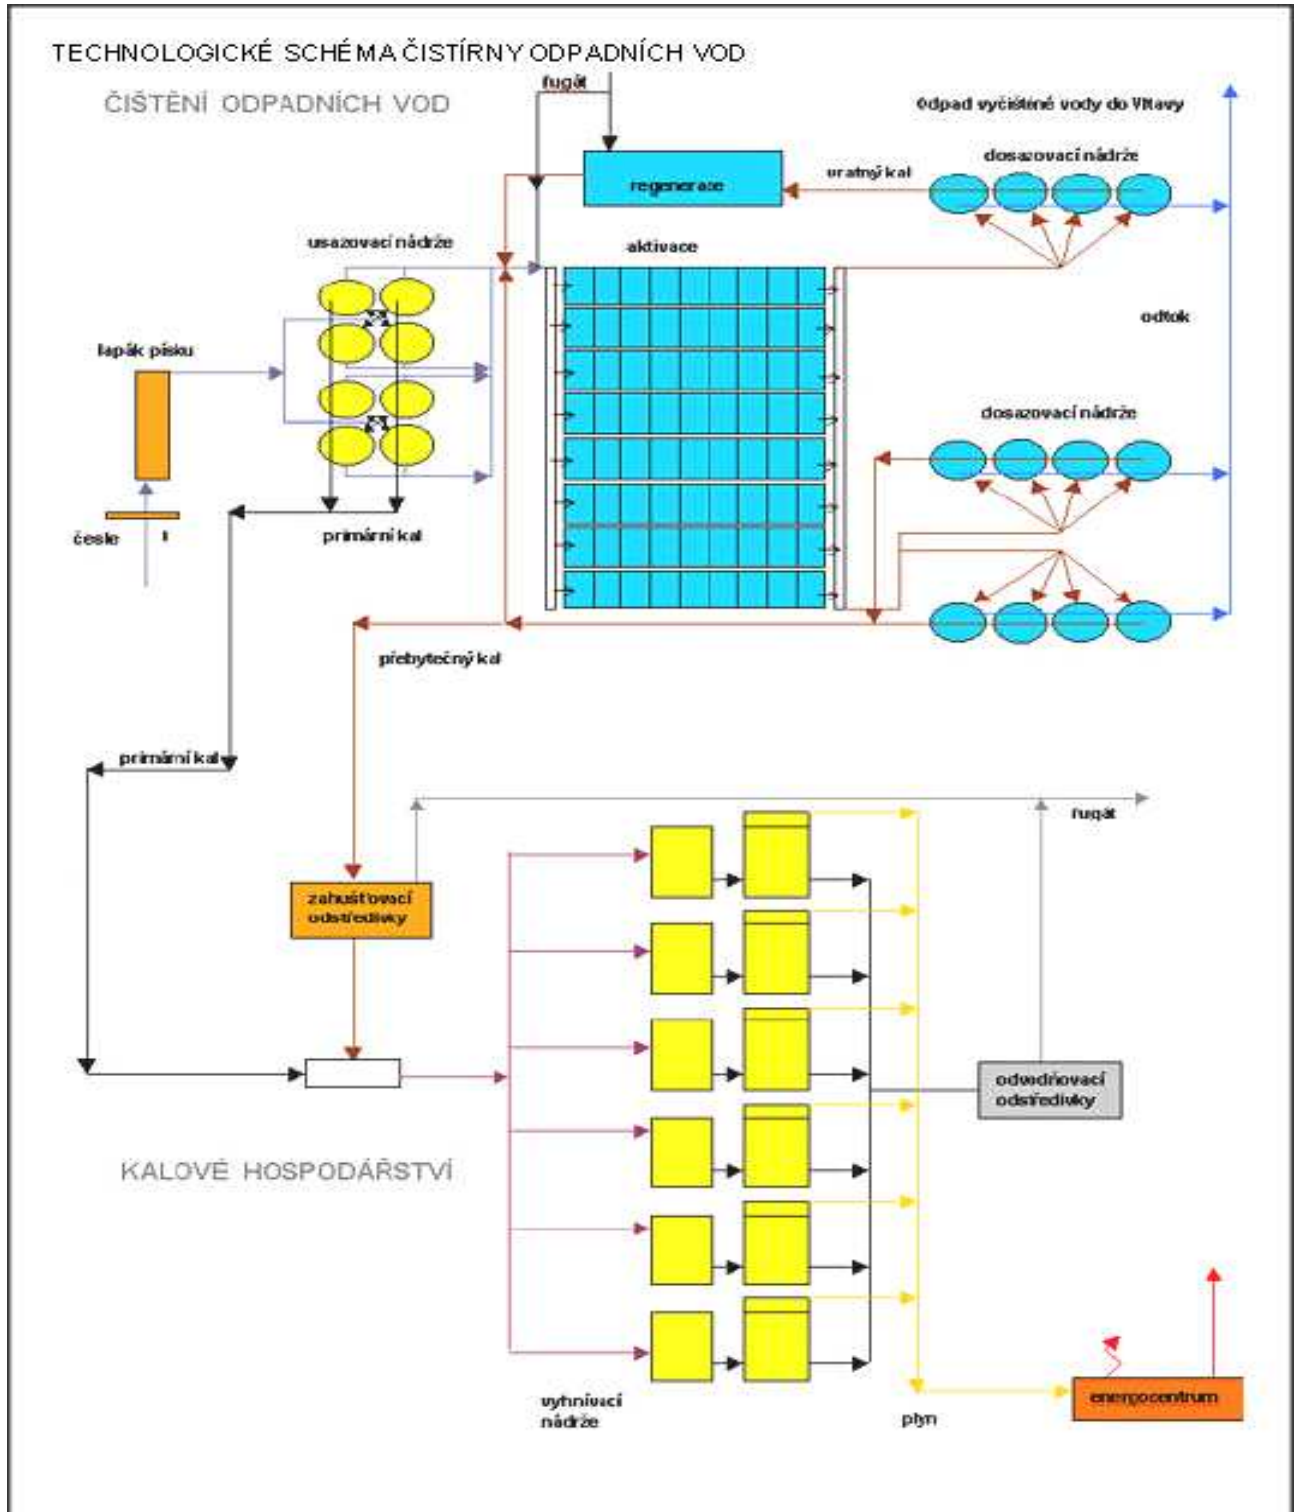 TECHNOLOGICKÉ SCHÉMA ČISTÍRNY ODPADNÍCH VOD
ČIŠTĚNÍ ODPADNÍCH VOD
fugát
Odpad vyčištěné vody do Vltavy
dosazovací nádrže
vratný kal
regenerace
usazovací nádrže
aktivace
odtok
lapák písku
dosazovací nádrže
česle
primární kal
přebytečný kal
primární kal
fugát
zahušťovací
odstředivky
odvodňovací
odstředivky
KALOVÉ HOSPODÁŘSTVÍ
vyhnívací
nádrže
plyn
energocentrum